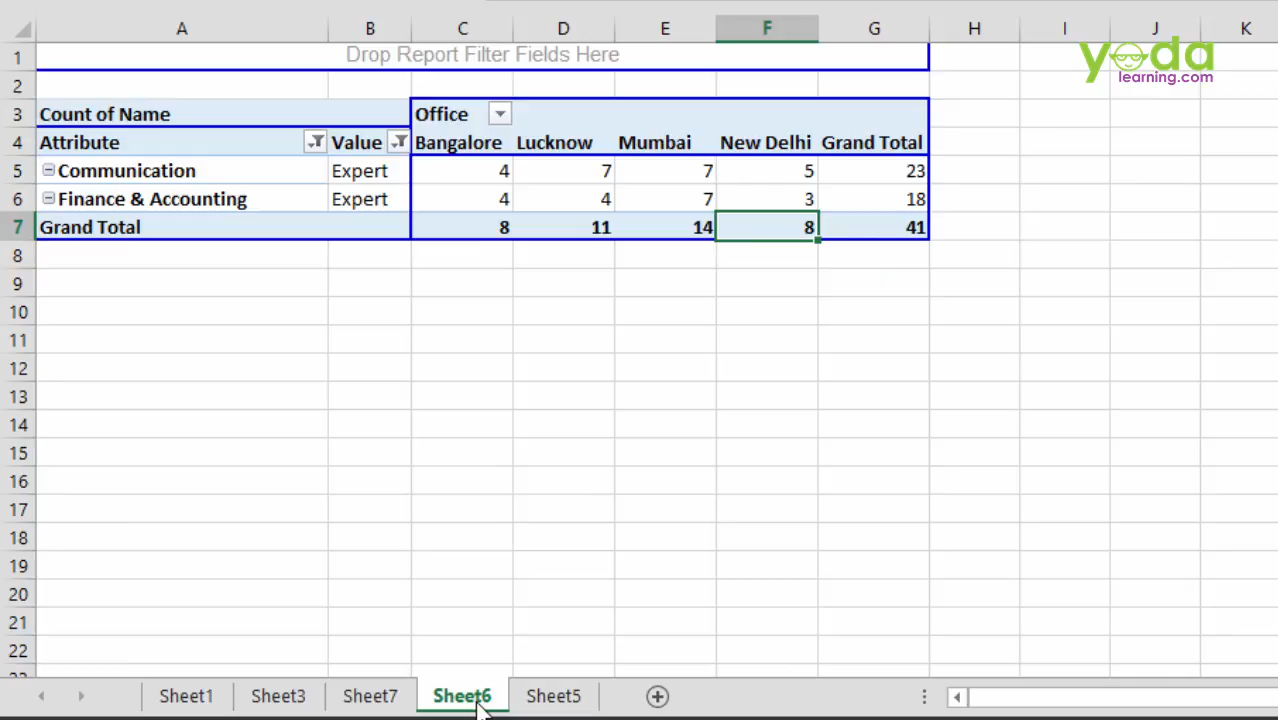 A B C D E F G H I J K
yoda
learning.com
1 Drop Report Filter Fields Here
2
3 Count of Name Office
4 Attribute Value Bangalore Lucknow Mumbai New Delhi Grand Total
5 Communication Expert 4 7 7 5 23
6 Finance & Accounting Expert 4 4 7 3 18
7 Grand Total 8 11 14 8 41
8
9
10
11
12
13
14
15
16
17
18
19
20
21
22
Sheet1 Sheet3 Sheet7 Sheet6 Sheet5